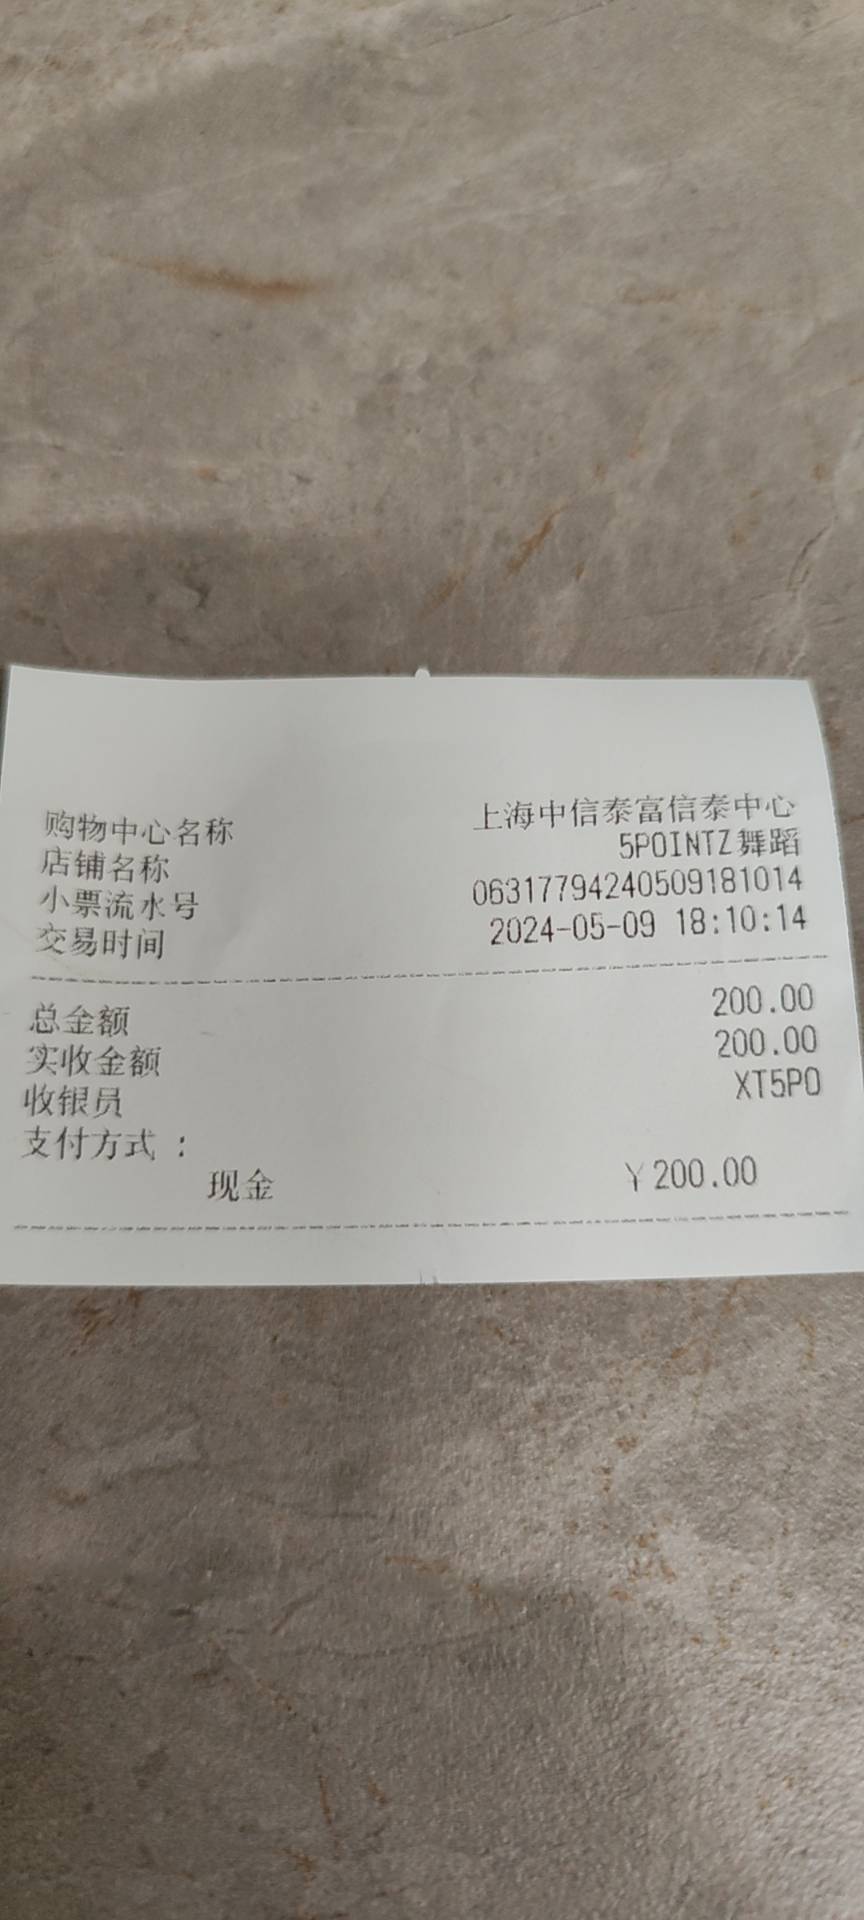 购物中心名称 上海中信泰富信泰中心
店铺名称 5POINTZ舞蹈
小票流水号 06317794240509181014
交易时间 2024-05-09 18:10:14
总金额 200.00
实收金额 200.00
收银员 XT5PO
支付方式 :
现金 ¥200.00